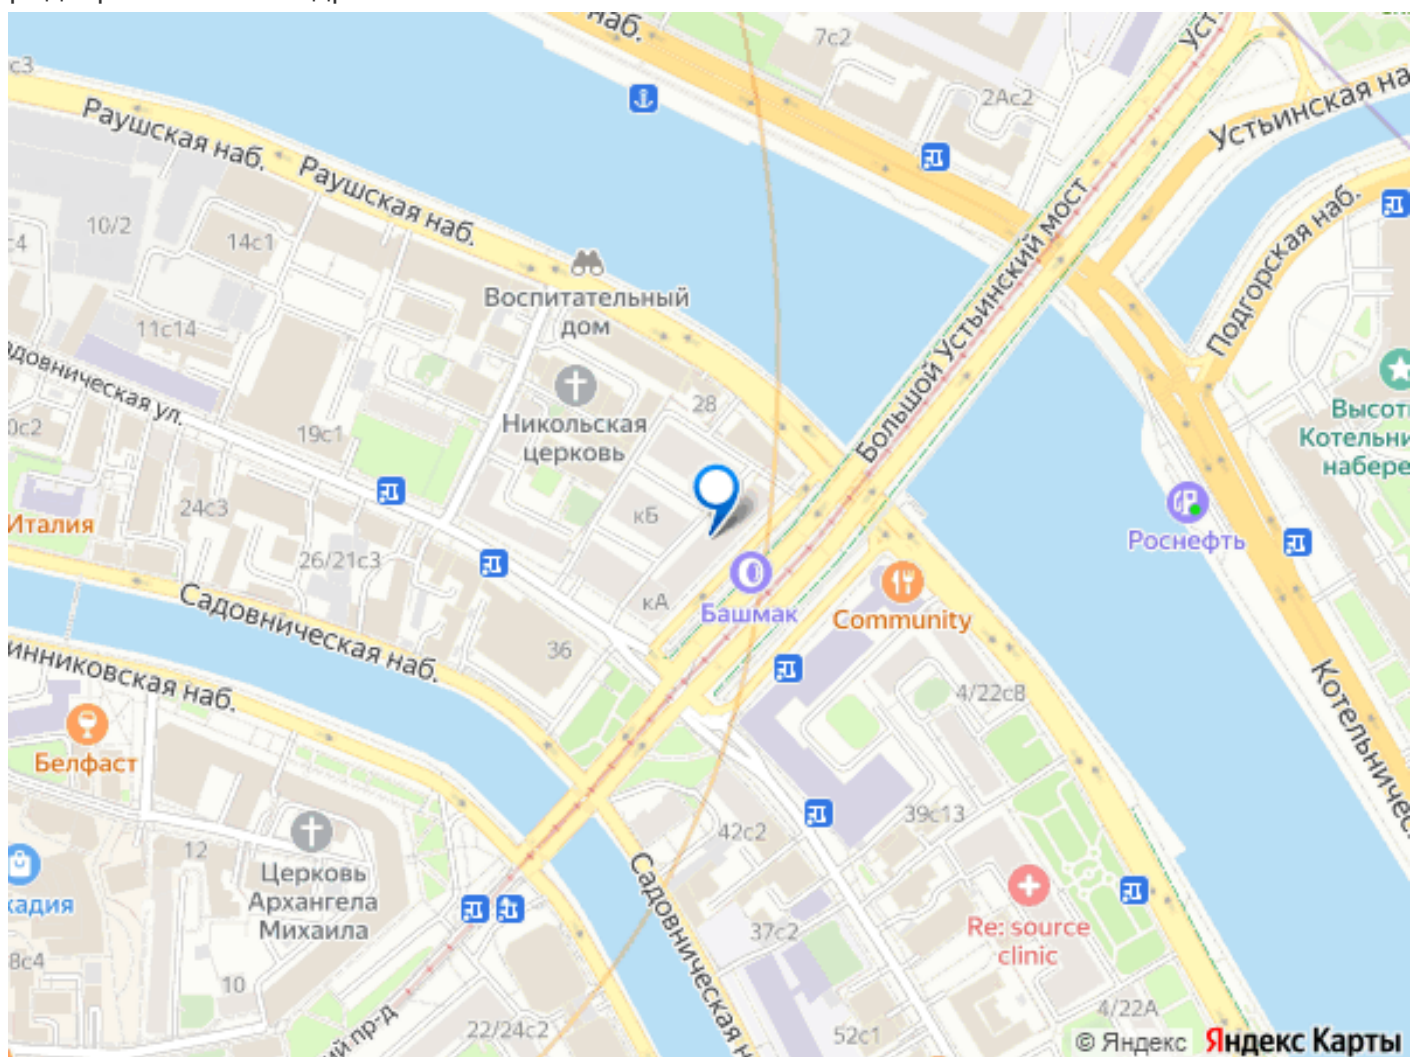 наб.
7с2
Уст
с3
2Ас2
Устьинская на
Раушская наб.
Раушская наб.
Большой Устьинский мост
Подгорская наб.
10/2
14с1
Воспитательный
дом
11с14
довническая ул.
28
Никольская
церковь
Высот
Котельни
набере
0с2
19с1
24с3
Италия
кБ
26/21с3
Роснефть
кА
Башмак
Community
Садовническая наб.
36
инниковская наб.
4/22с8
Котельническ
Белфаст
42с2
39с13
12
Церковь
Архангела
Михаила
кадия
Садовническая н
37с2
Re: source
clinic
8с4
10
ий пр-д
22/24с2
52с1
4/22А
© Яндекс
Яндекс Карты